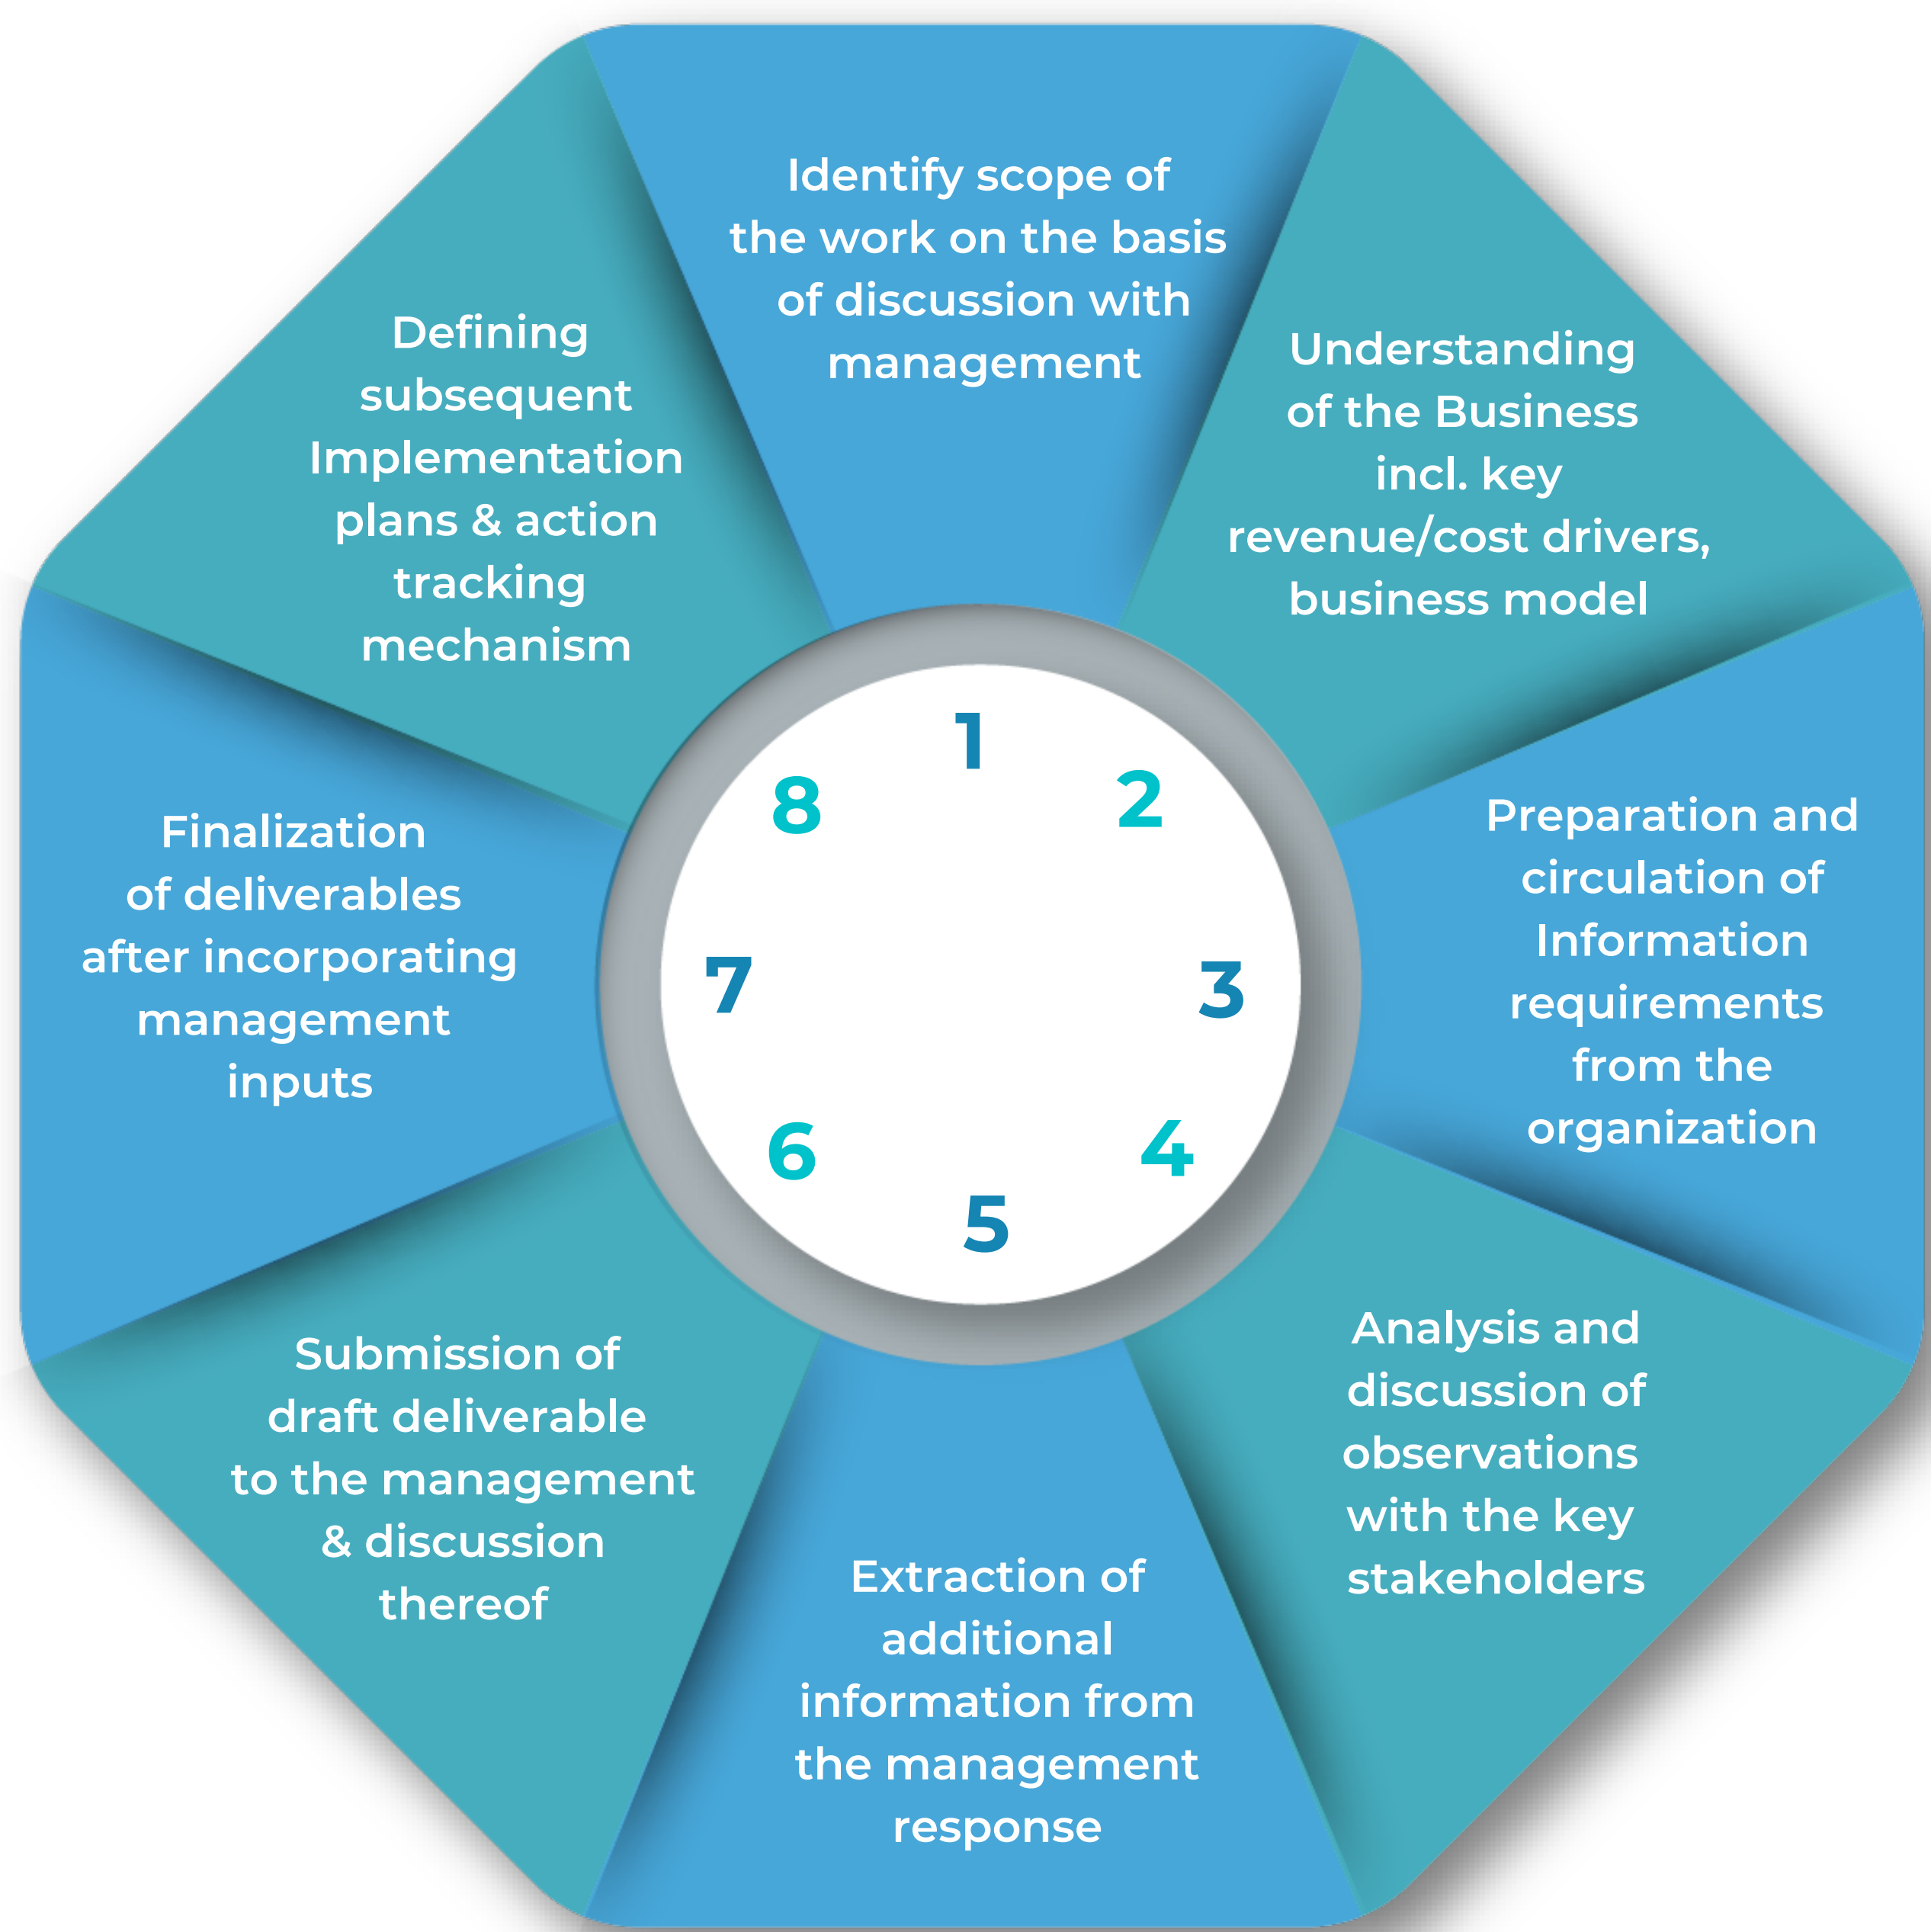 Identify scope of
the work on the basis
of discussion with
management
Understanding
of the Business
incl. key
revenue/cost drivers,
business model
Preparation and
circulation of
Information
requirements
from the
organization
Analysis and
discussion of
observations
with the key
stakeholders
Extraction of
additional
information from
the management
response
Submission of
draft deliverable
to the management
& discussion
thereof
Finalization
of deliverables
after incorporating
management
inputs
Defining
subsequent
Implementation
plans & action
tracking
mechanism
1
2
3
4
5
6
7
8